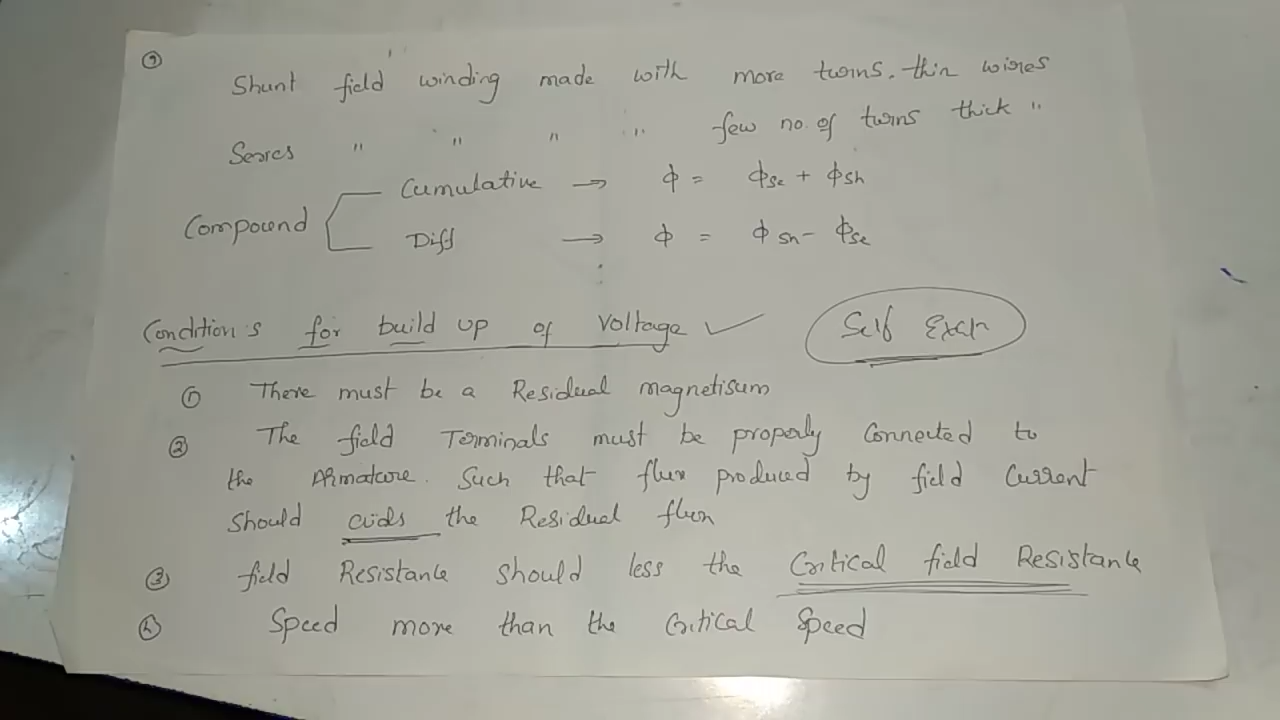 ⑦
Shunt field winding made with more turns. thin wires
Series " " " " few no. of turns thick "
Compound
Cumulative → ϕ = ϕse + ϕsh
Diff → ϕ = ϕsh - ϕse
Condition's for build up of Voltage ✓ Self Excn
① There must be a Residual magnetisum
② The field Terminals must be properly Connected to
the Armature. Such that flux produced by field Current
Should aids the Residual flux
③ field Resistance should less the Critical field Resistance
④ Speed more than the Critical Speed